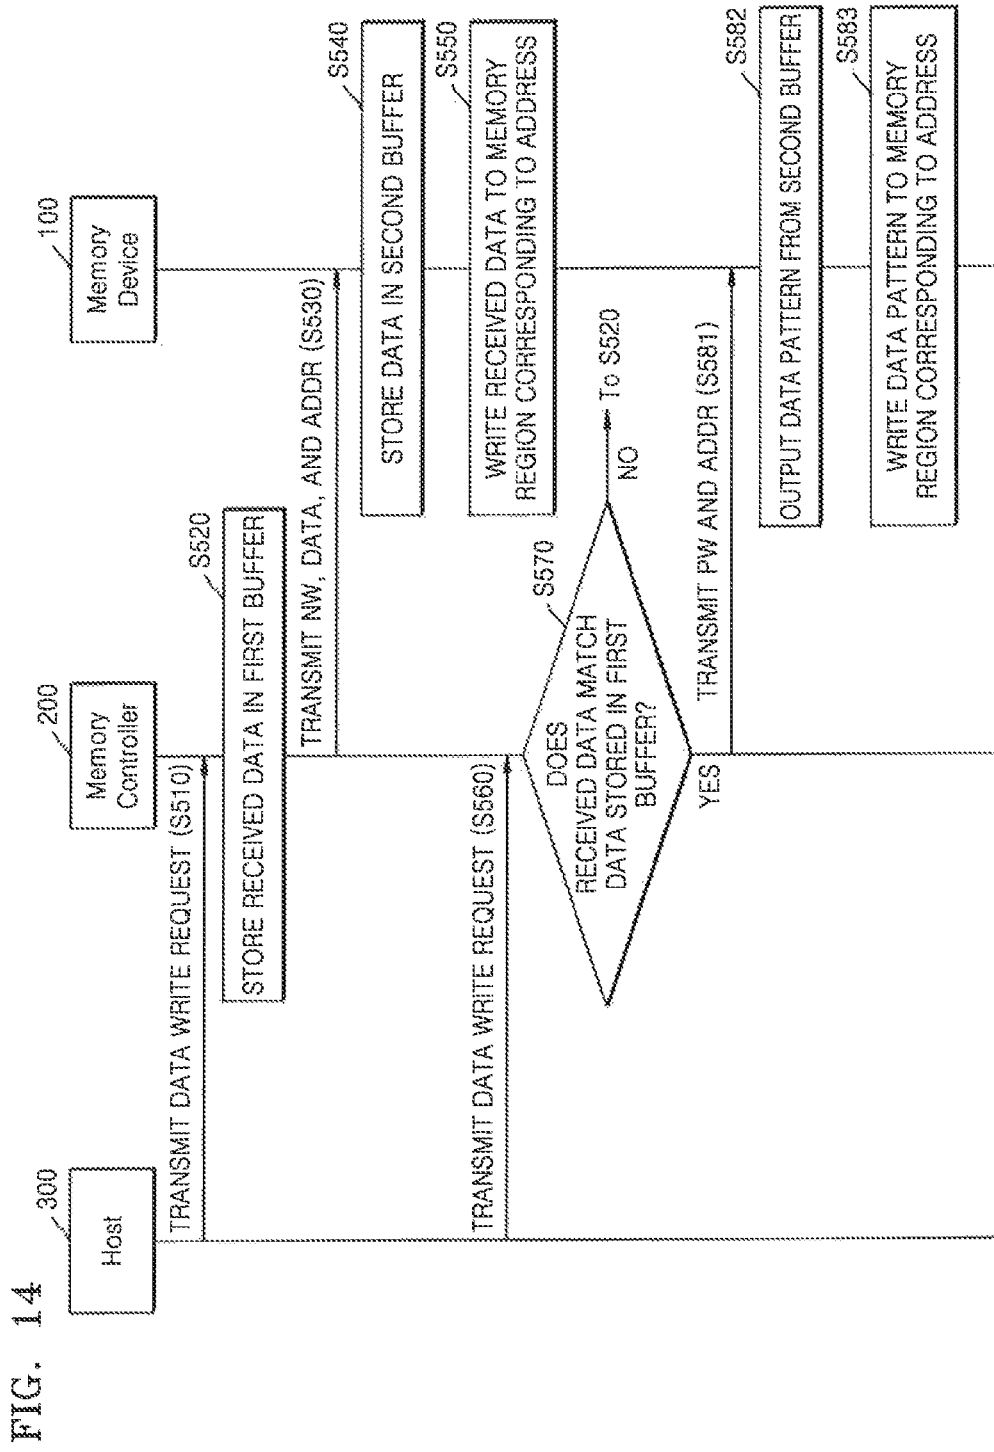 FIG. 14
300
Host
200
Memory
Controller
100
Memory
Device
TRANSMIT DATA WRITE REQUEST (S510)
S520
STORE RECEIVED DATA IN FIRST BUFFER
TRANSMIT NW, DATA, AND ADDR (S530)
S540
STORE DATA IN SECOND BUFFER
S550
WRITE RECEIVED DATA TO MEMORY
REGION CORRESPONDING TO ADDRESS
TRANSMIT DATA WRITE REQUEST (S560)
S570
DOES
RECEIVED DATA MATCH
DATA STORED IN FIRST
BUFFER?
NO
To S520
YES
TRANSMIT PW AND ADDR (S581)
S582
OUTPUT DATA PATTERN FROM SECOND BUFFER
S583
WRITE DATA PATTERN TO MEMORY
REGION CORRESPONDING TO ADDRESS